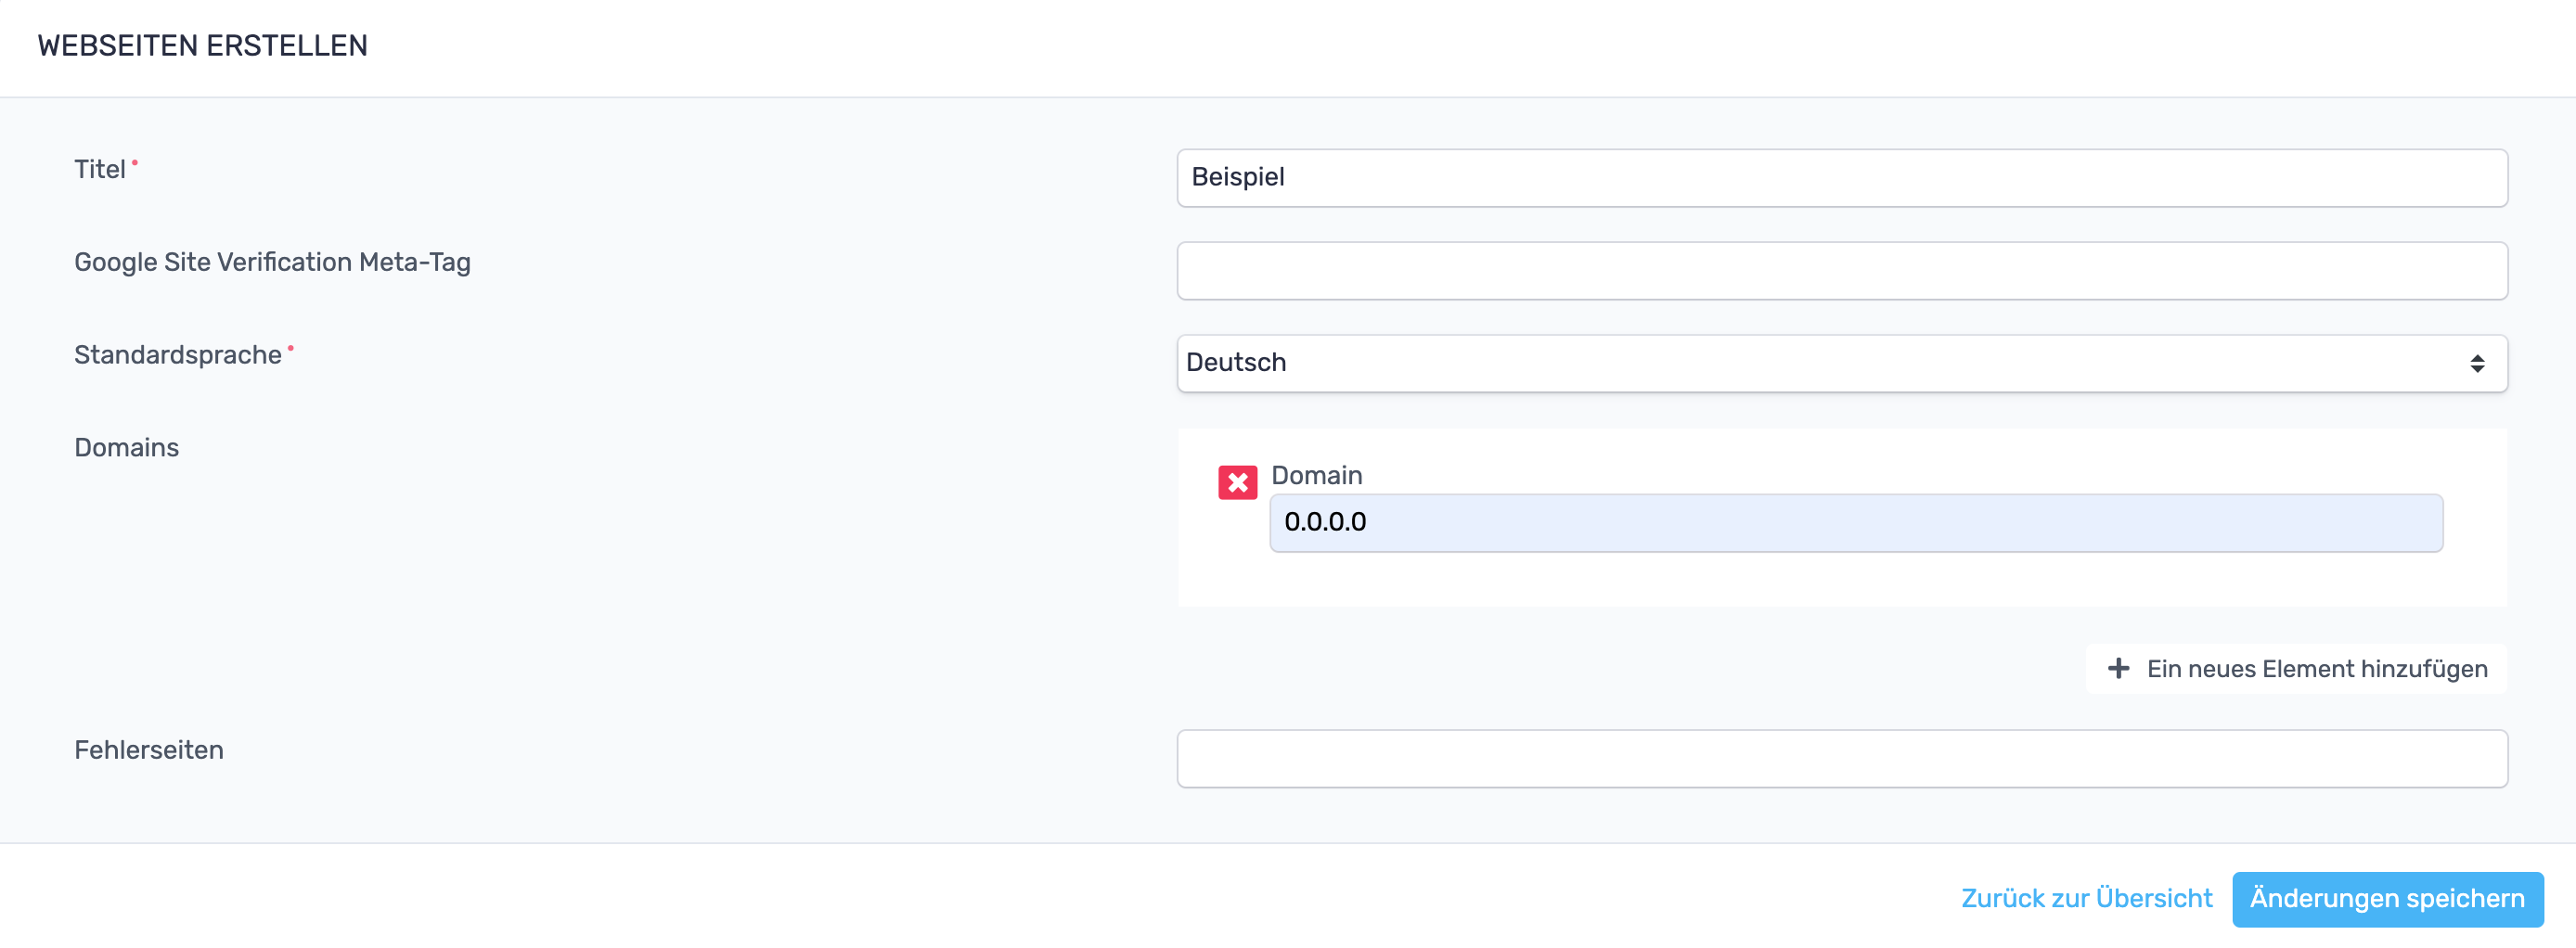 WEBSEITEN ERSTELLEN
Titel
Beispiel
Google Site Verification Meta-Tag
Standardsprache
Deutsch
Domains
Domain
0.0.0.0
Ein neues Element hinzufügen
Fehlerseiten
Zurück zur Übersicht
Änderungen speichern